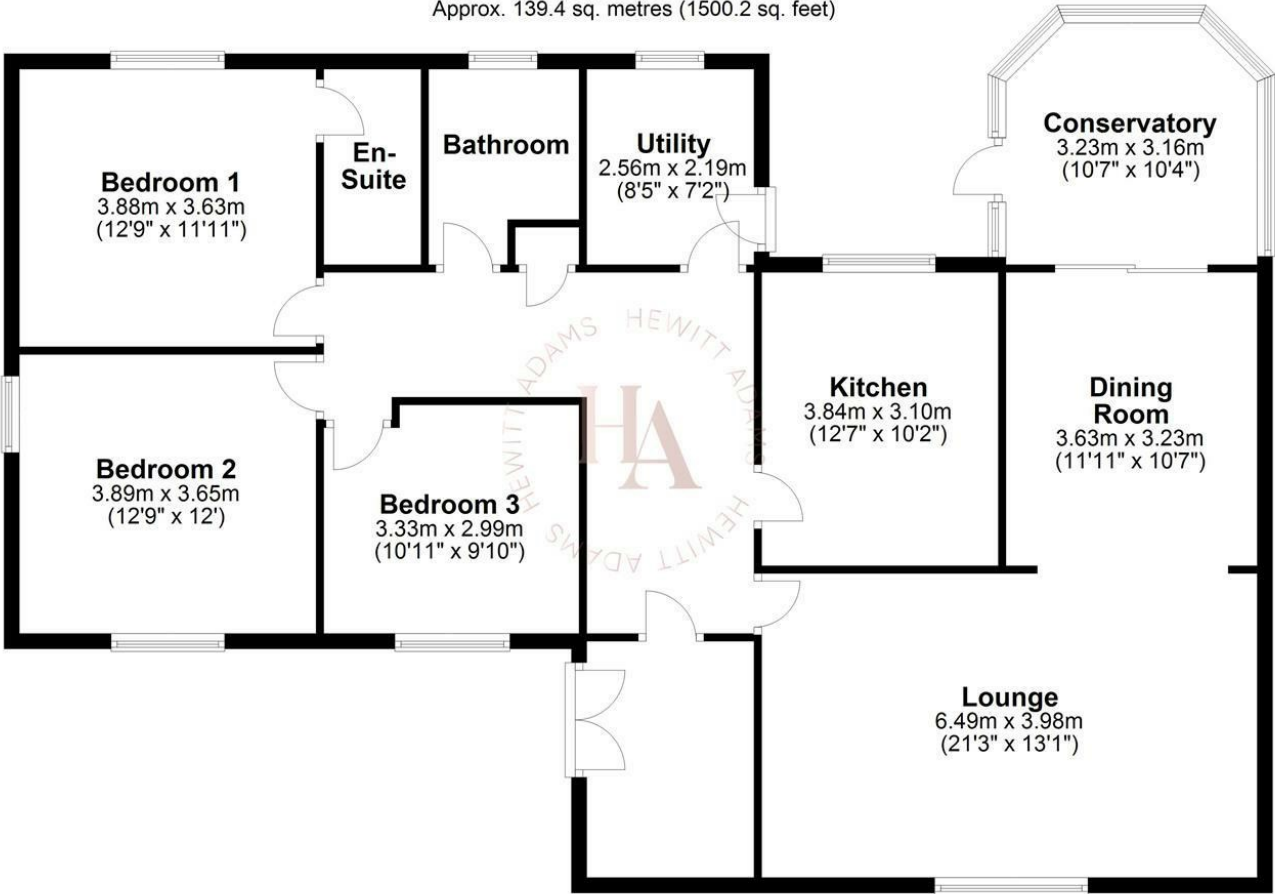 Approx. 139.4 sq. metres (1500.2 sq. feet)
Bedroom 1
3.88m x 3.63m
(12'9" x 11'11")
En-
Suite
Bathroom
Utility
2.56m x 2.19m
(8'5" x 7'2")
Conservatory
3.23m x 3.16m
(10'7" x 10'4")
Bedroom 2
3.89m x 3.65m
(12'9" x 12')
Bedroom 3
3.33m x 2.99m
(10'11" x 9'10")
Kitchen
3.84m x 3.10m
(12'7" x 10'2")
Dining
Room
3.63m x 3.23m
(11'11" x 10'7")
Lounge
6.49m x 3.98m
(21'3" x 13'1")
HEWITT ADAMS HEWITT ADAMS HEWITT ADAMS
HA